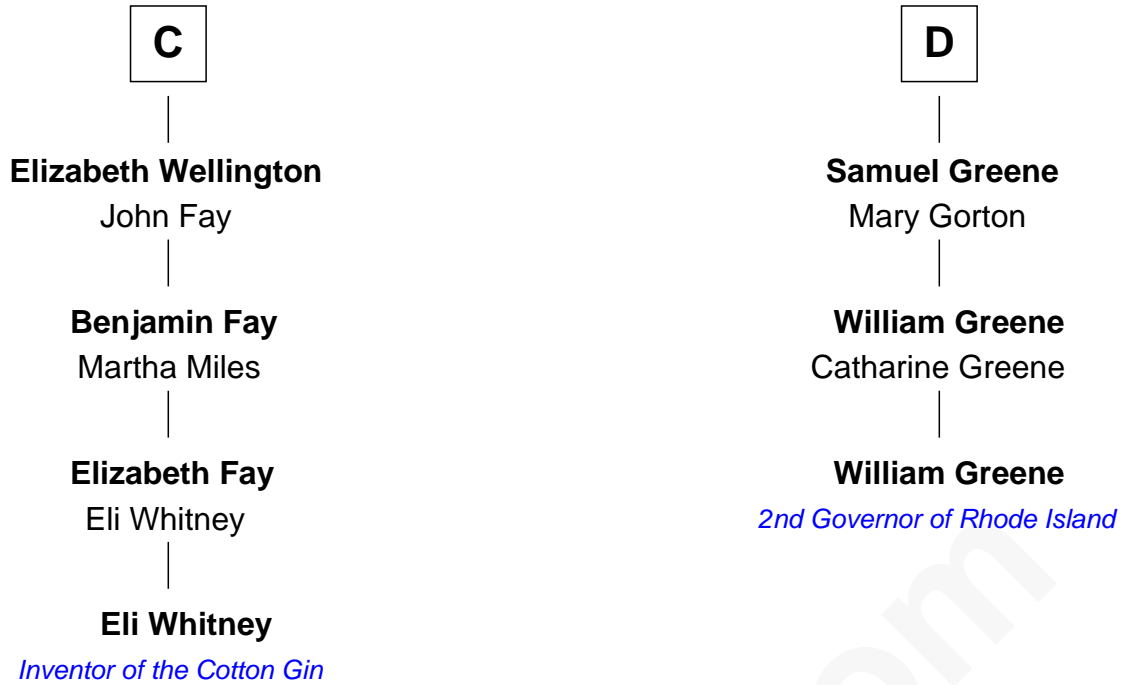 C
Elizabeth Wellington
John Fay
Benjamin Fay
Martha Miles
Elizabeth Fay
Eli Whitney
Eli Whitney
Inventor of the Cotton Gin
D
Samuel Greene
Mary Gorton
William Greene
Catharine Greene
William Greene
2nd Governor of Rhode Island
om